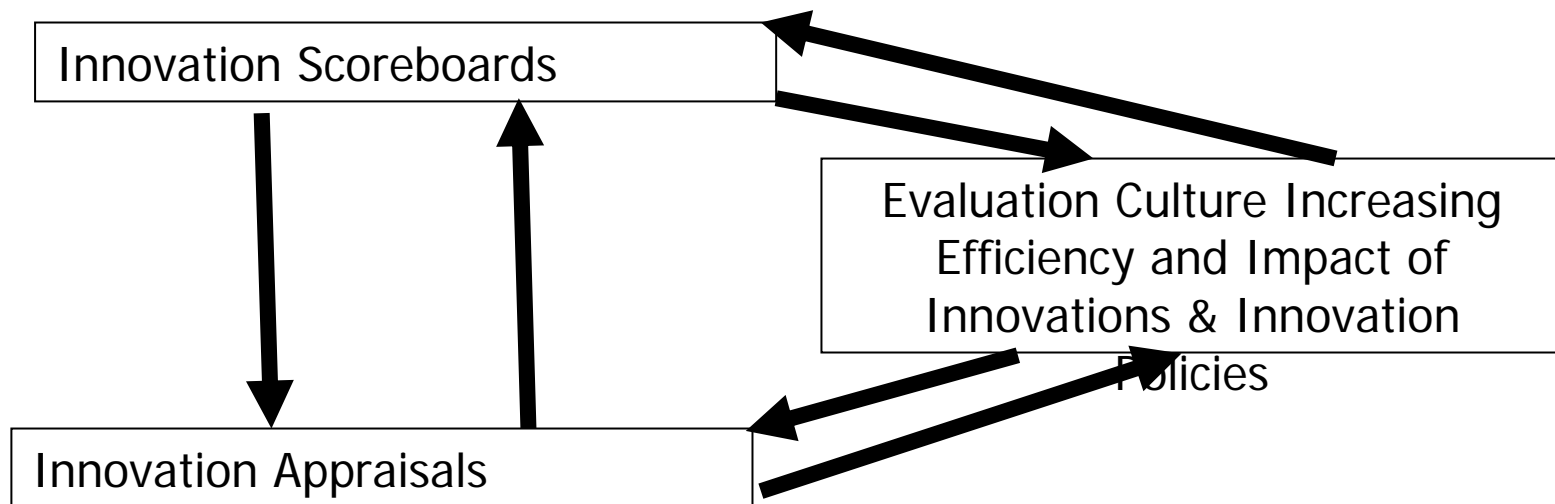 Innovation Scoreboards
Evaluation Culture Increasing
Efficiency and Impact of
Innovations & Innovation
Policies
Innovation Appraisals